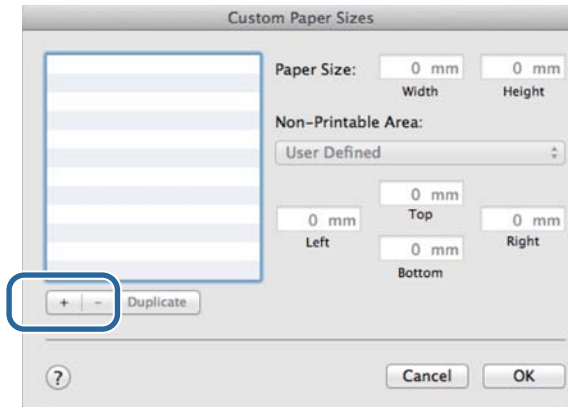 Custom Paper Sizes
Paper Size: 0 mm 0 mm
Width Height
Non-Printable Area:
User Defined
0 mm
Top
0 mm 0 mm
Left Right
0 mm
Bottom
+ - Duplicate
? Cancel OK